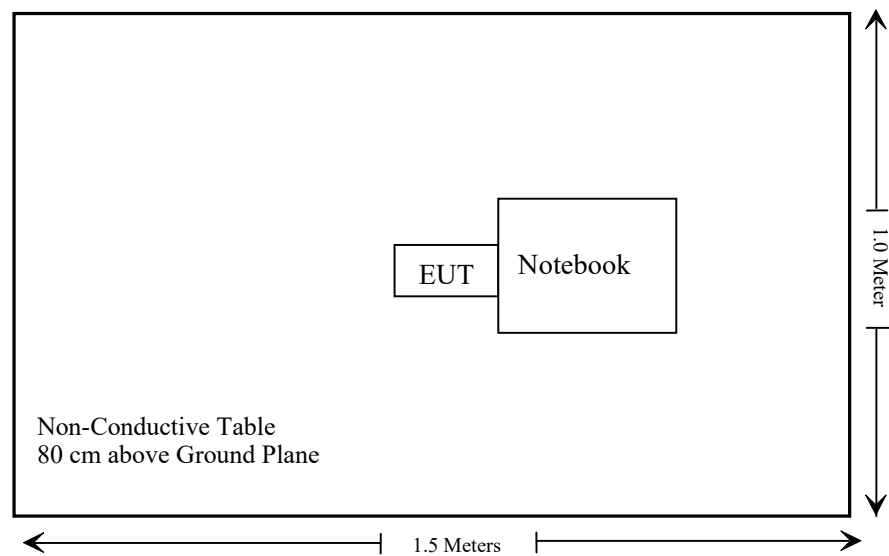 EUT
Notebook
1.0 Meter
Non-Conductive Table
80 cm above Ground Plane
1.5 Meters